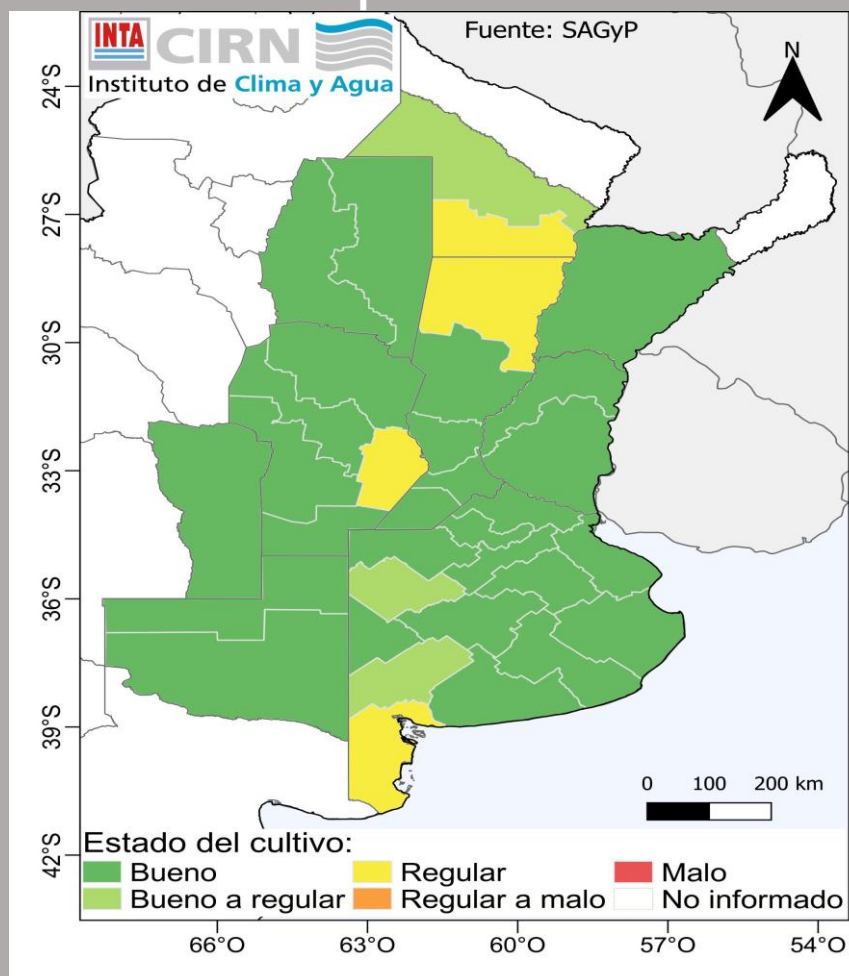 INTA CIRN
Instituto de Clima y Agua
Fuente: SAGyP
N
24°S
27°S
30°S
33°S
36°S
39°S
42°S
0 100 200 km
Estado del cultivo:
Bueno Regular Malo
Bueno a regular Regular a malo No informado
66°O 63°O 60°O 57°O 54°O